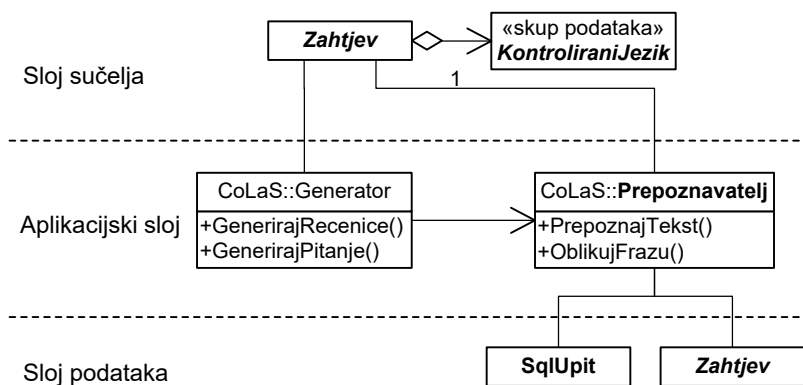 Zahtjev
«skup podataka»
KontroliraniJezik
Sloj sučelja
1
CoLaS::Generator
+GenerirajRecenice()
+GenerirajPitanje()
CoLaS::Prepoznavatelj
+PrepoznajTekst()
+OblikujFrazu()
Aplikacijski sloj
SqlUpit
Zahtjev
Sloj podataka